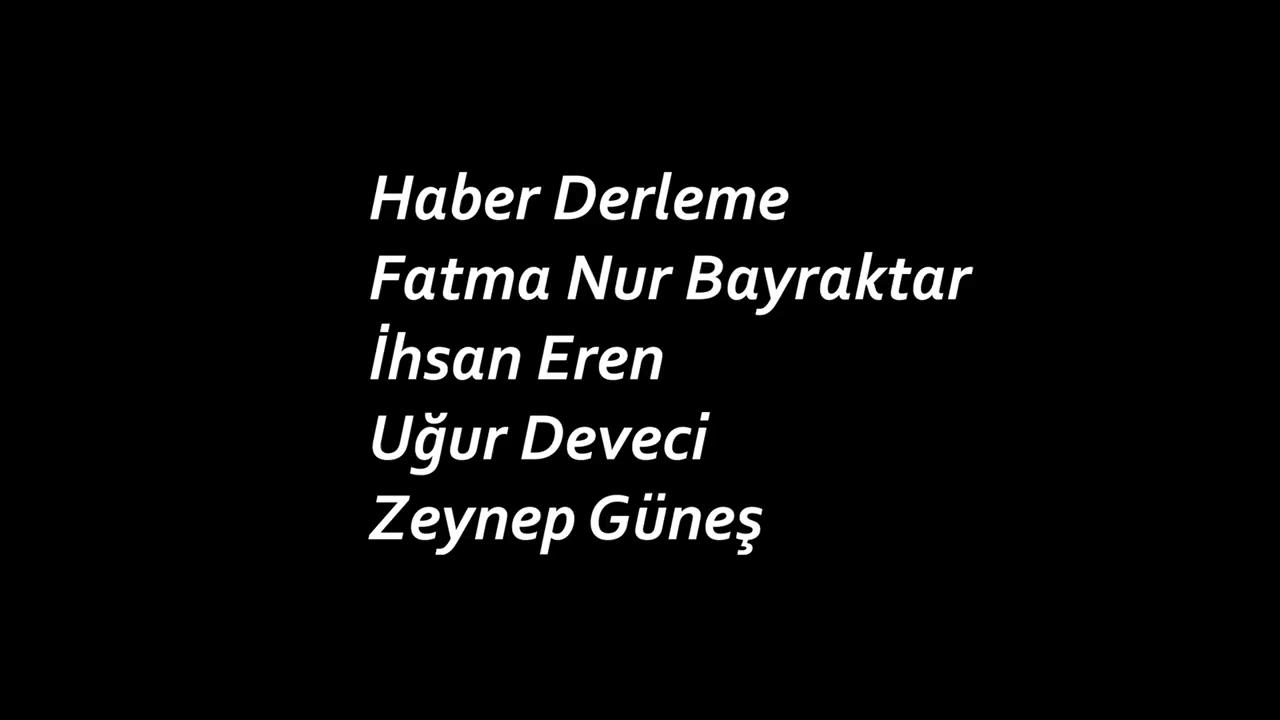 Haber Derleme
Fatma Nur Bayraktar
İhsan Eren
Uğur Deveci
Zeynep Güneş